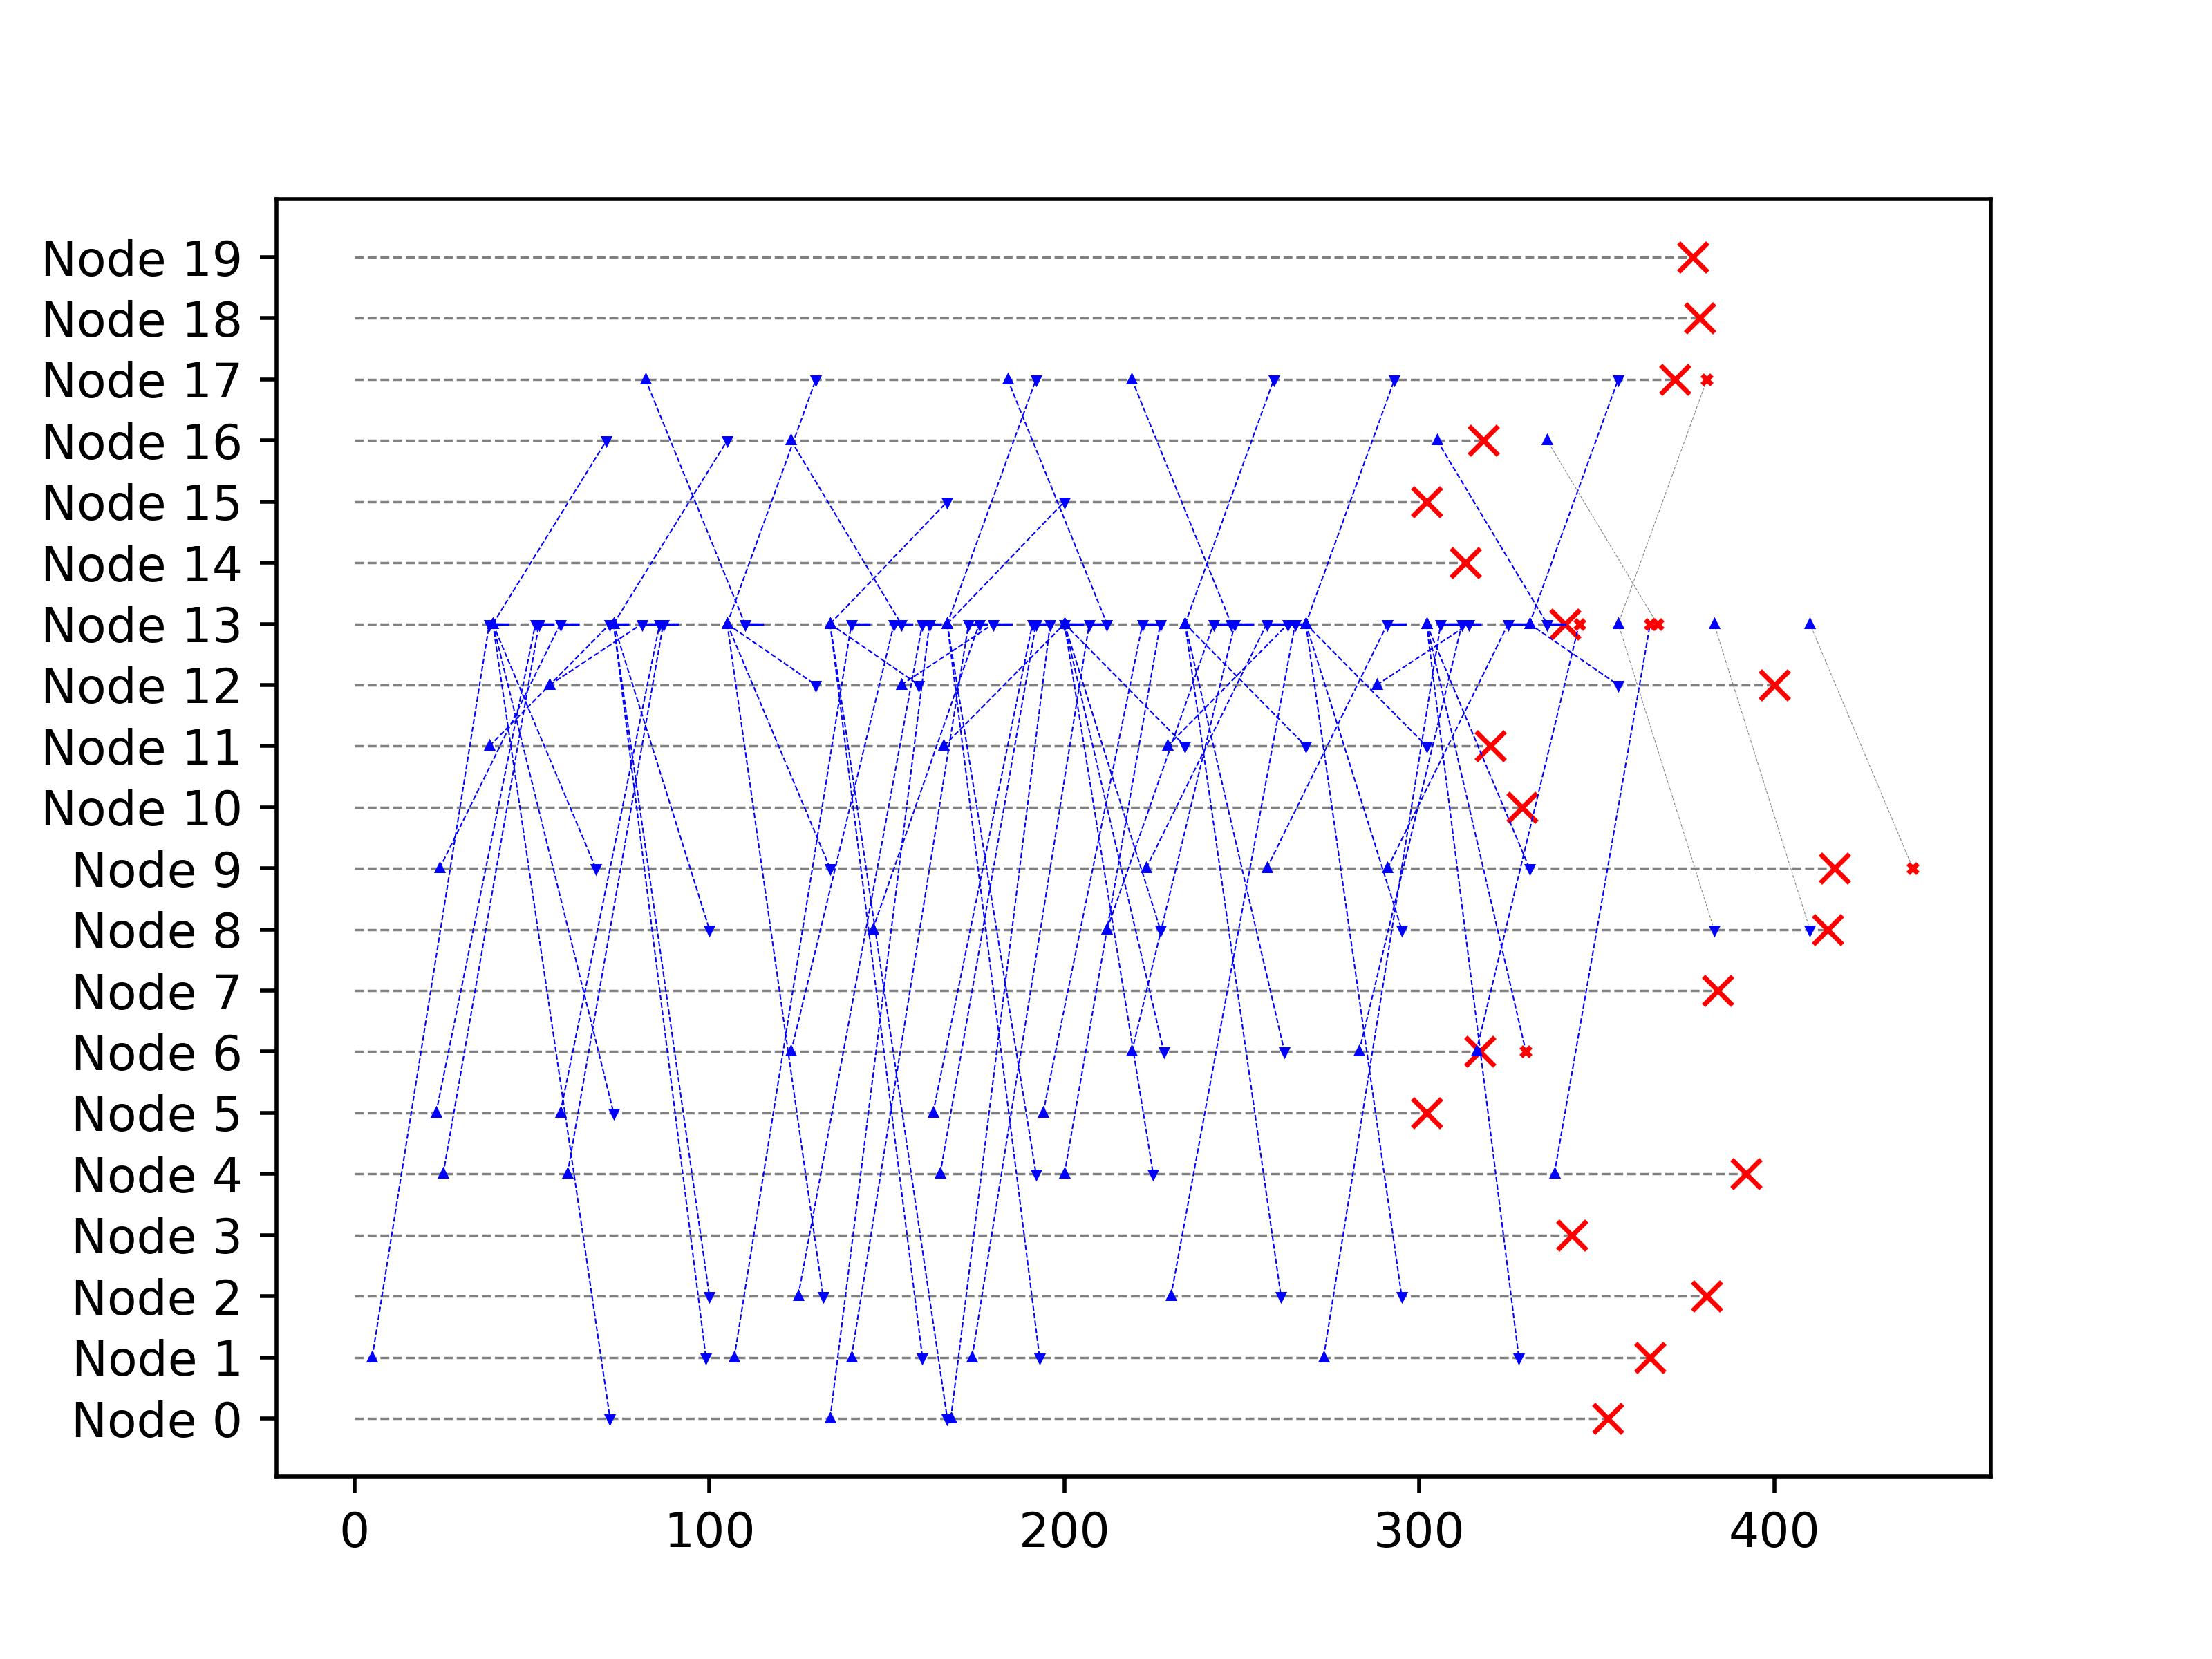 Node 19
Node 18
Node 17
Node 16
Node 15
Node 14
Node 13
Node 12
Node 11
Node 10
Node 9
Node 8
Node 7
Node 6
Node 5
Node 4
Node 3
Node 2
Node 1
Node 0
0 100 200 300 400